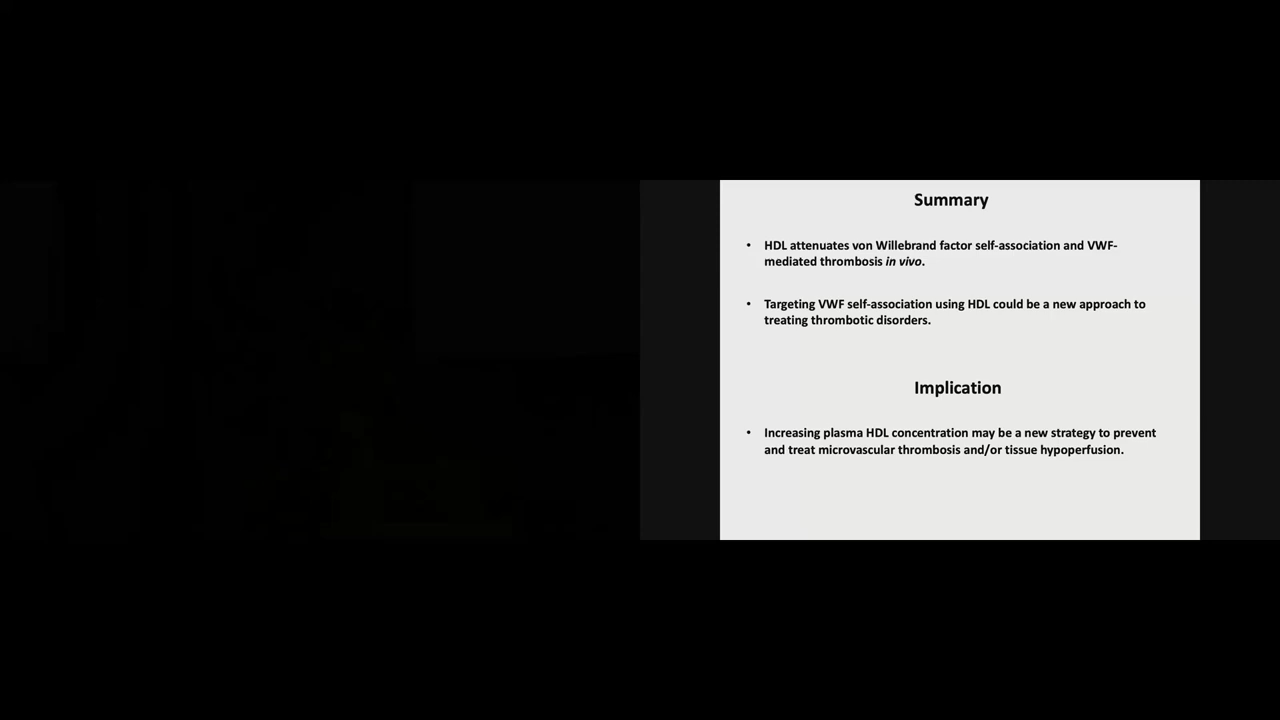 Summary
• HDL attenuates von Willebrand factor self-association and VWF-
mediated thrombosis in vivo.
• Targeting VWF self-association using HDL could be a new approach to
treating thrombotic disorders.
Implication
• Increasing plasma HDL concentration may be a new strategy to prevent
and treat microvascular thrombosis and/or tissue hypoperfusion.